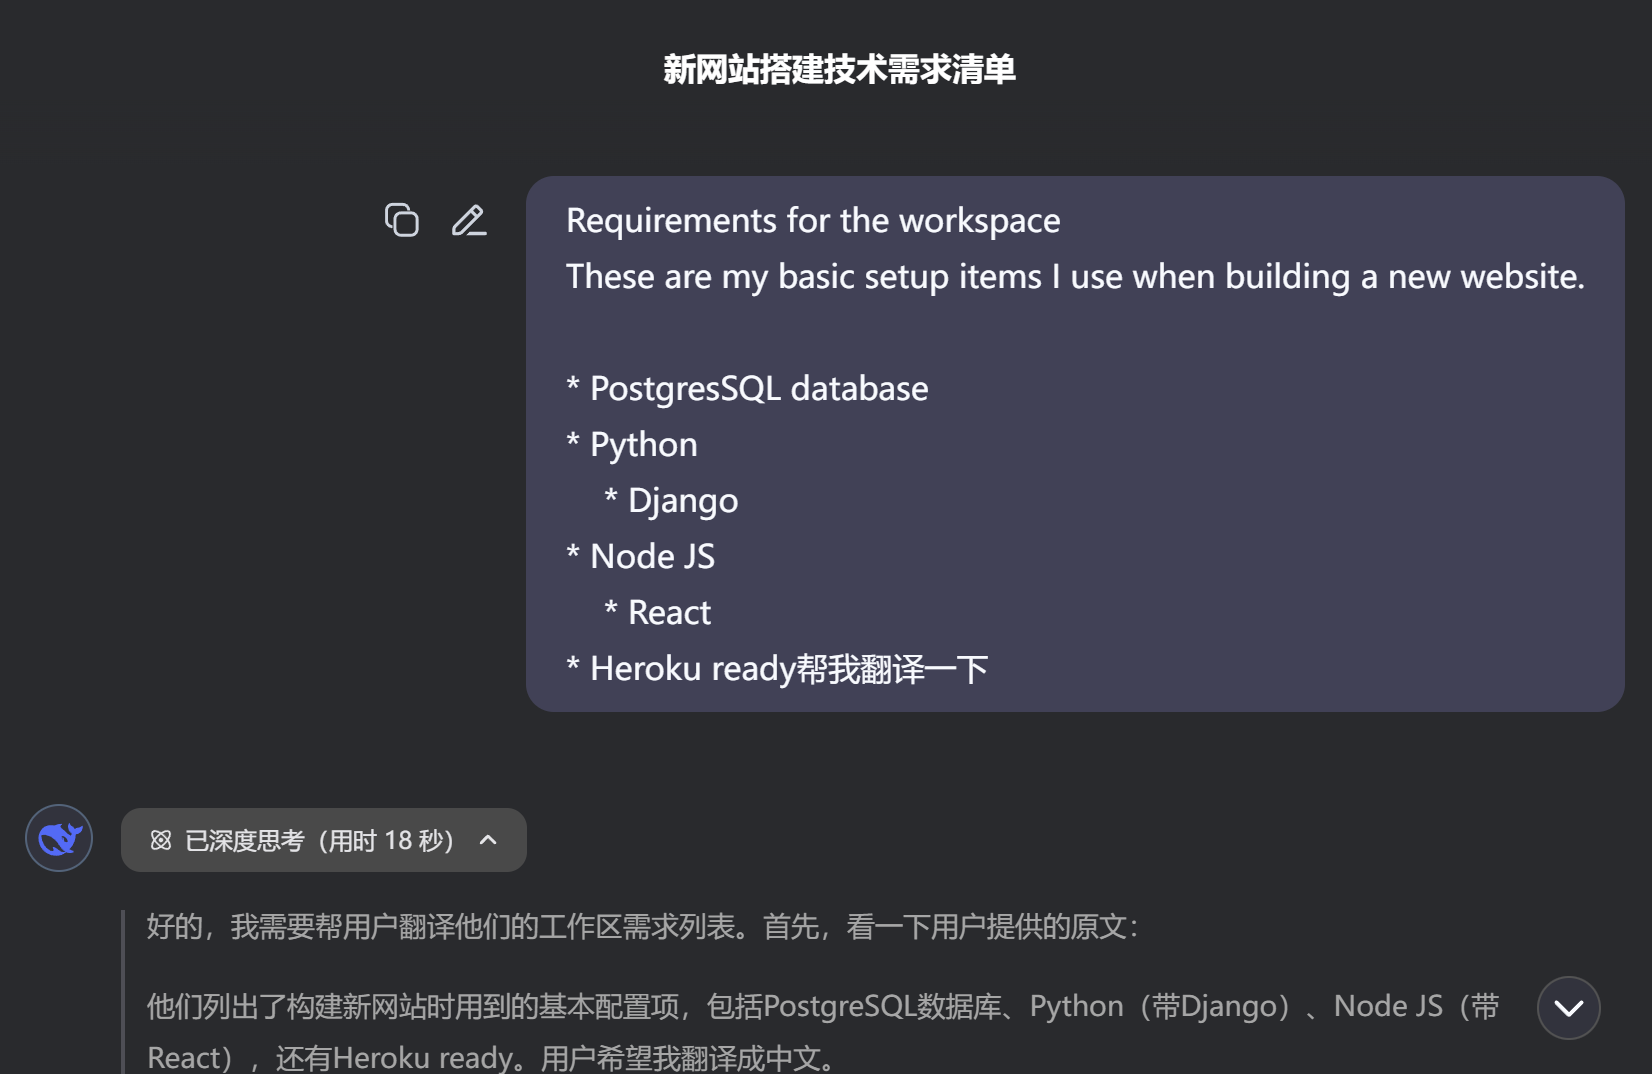 新网站搭建技术需求清单
Requirements for the workspace
These are my basic setup items I use when building a new website.
* PostgresSQL database
* Python
* Django
* Node JS
* React
* Heroku ready帮我翻译一下
已深度思考（用时 18 秒）
好的，我需要帮用户翻译他们的工作区需求列表。首先，看一下用户提供的原文：
他们列出了构建新网站时用到的基本配置项，包括PostgreSQL数据库、Python（带Django）、Node JS（带
React），还有Heroku ready。用户希望我翻译成中文。